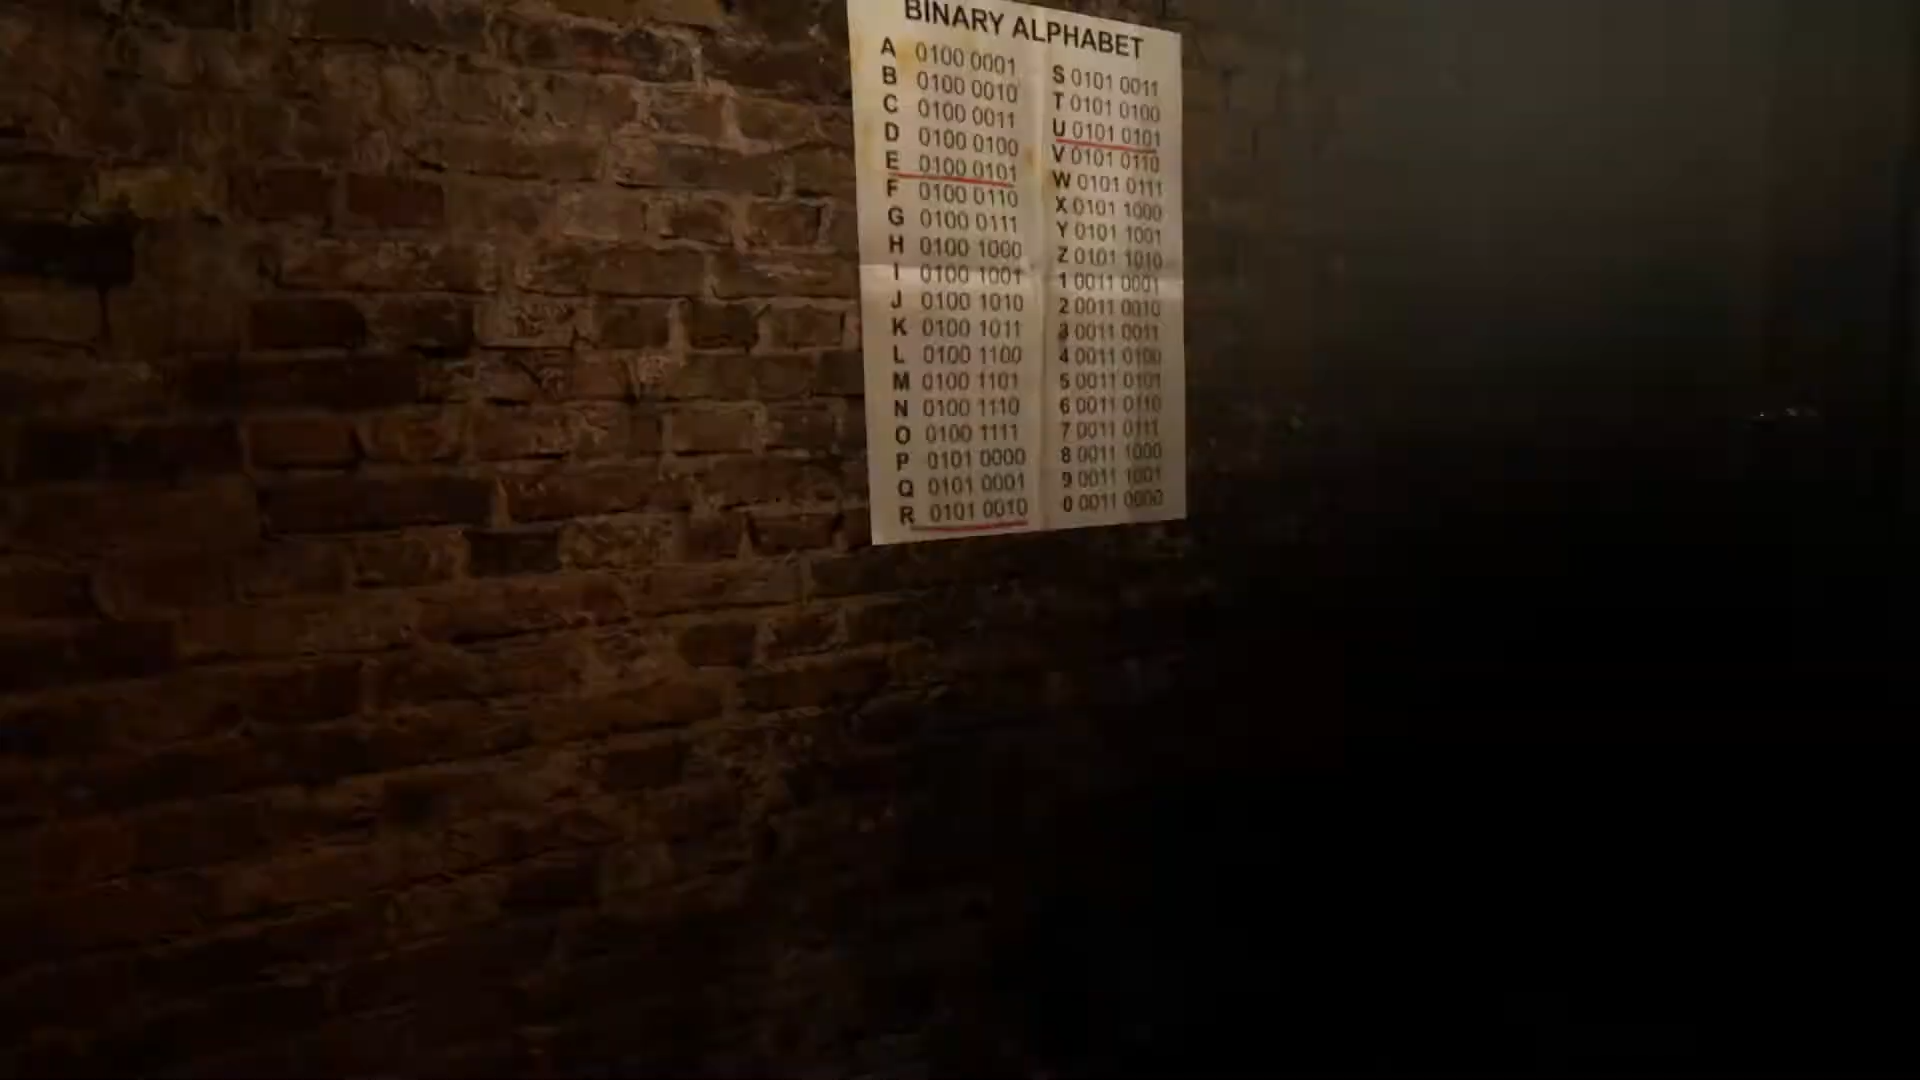 BINARY ALPHABET
A 0100 0001
B 0100 0010
C 0100 0011
D 0100 0100
E 0100 0101
F 0100 0110
G 0100 0111
H 0100 1000
I 0100 1001
J 0100 1010
K 0100 1011
L 0100 1100
M 0100 1101
N 0100 1110
O 0100 1111
P 0101 0000
Q 0101 0001
R 0101 0010
S 0101 0011
T 0101 0100
U 0101 0101
V 0101 0110
W 0101 0111
X 0101 1000
Y 0101 1001
Z 0101 1010
1 0011 0001
2 0011 0010
3 0011 0011
4 0011 0100
5 0011 0101
6 0011 0110
7 0011 0111
8 0011 1000
9 0011 1001
0 0011 0000